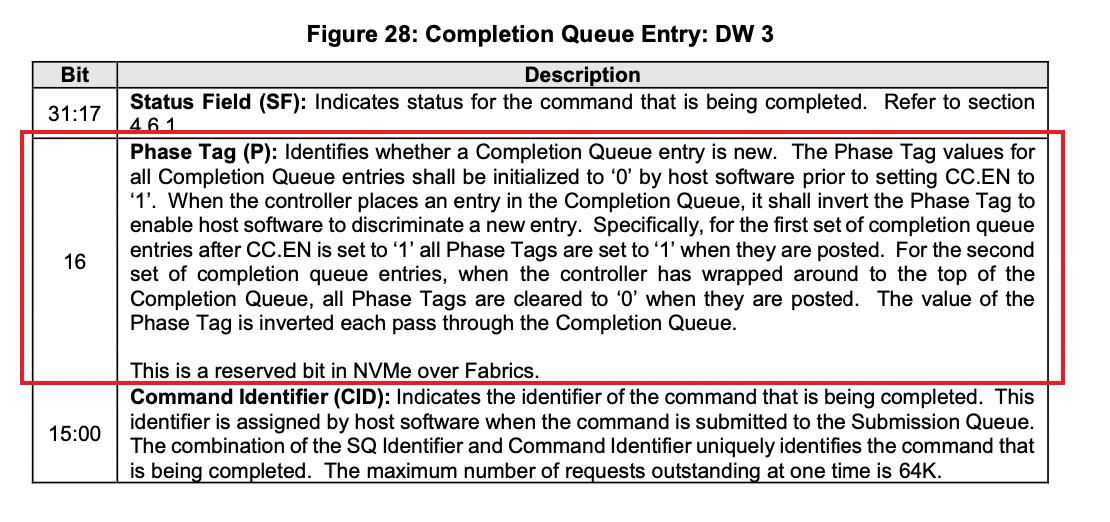 Figure 28: Completion Queue Entry: DW 3
Bit Description
31:17 Status Field (SF): Indicates status for the command that is being completed. Refer to section
4.6.1
Phase Tag (P): Identifies whether a Completion Queue entry is new. The Phase Tag values for
all Completion Queue entries shall be initialized to ‘0’ by host software prior to setting CC.EN to
‘1’. When the controller places an entry in the Completion Queue, it shall invert the Phase Tag to
enable host software to discriminate a new entry. Specifically, for the first set of completion queue
16 entries after CC.EN is set to ‘1’ all Phase Tags are set to ‘1’ when they are posted. For the second
set of completion queue entries, when the controller has wrapped around to the top of the
Completion Queue, all Phase Tags are cleared to ‘0’ when they are posted. The value of the
Phase Tag is inverted each pass through the Completion Queue.
This is a reserved bit in NVMe over Fabrics.
Command Identifier (CID): Indicates the identifier of the command that is being completed. This
15:00 identifier is assigned by host software when the command is submitted to the Submission Queue.
The combination of the SQ Identifier and Command Identifier uniquely identifies the command that
is being completed. The maximum number of requests outstanding at one time is 64K.